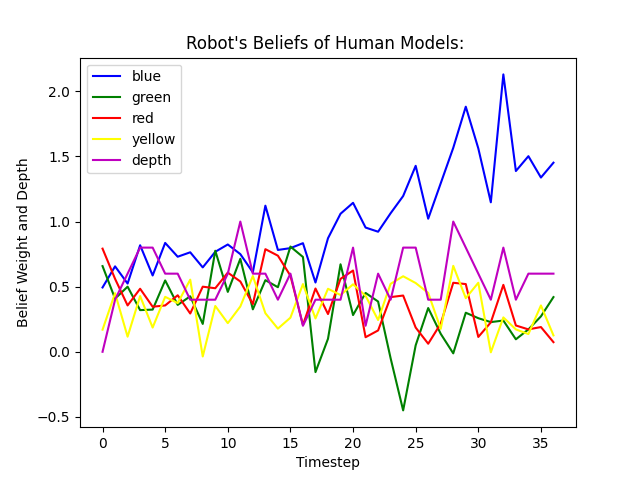 Robot's Beliefs of Human Models:
blue
green
red
yellow
depth
Belief Weight and Depth
2.0
1.5
1.0
0.5
0.0
−0.5
0 5 10 15 20 25 30 35
Timestep